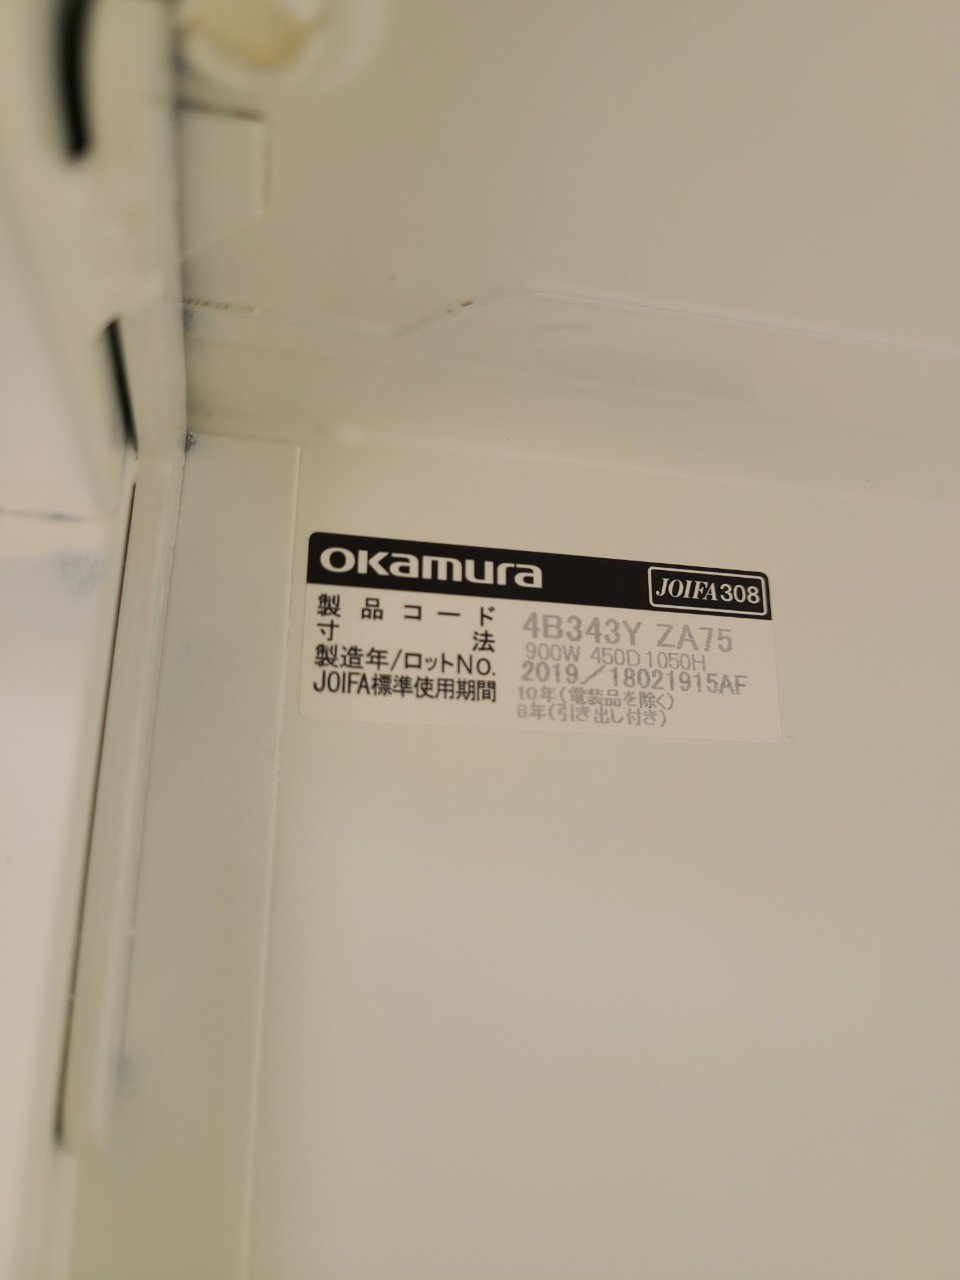 okamura JOIFA308
製品コード 4B343Y ZA75
寸法 900W 450D 1050H
製造年/ロットNo. 2019/18021915AF
JOIFA標準使用期間 10年(電装品を除く)
8年(引き出し付き)